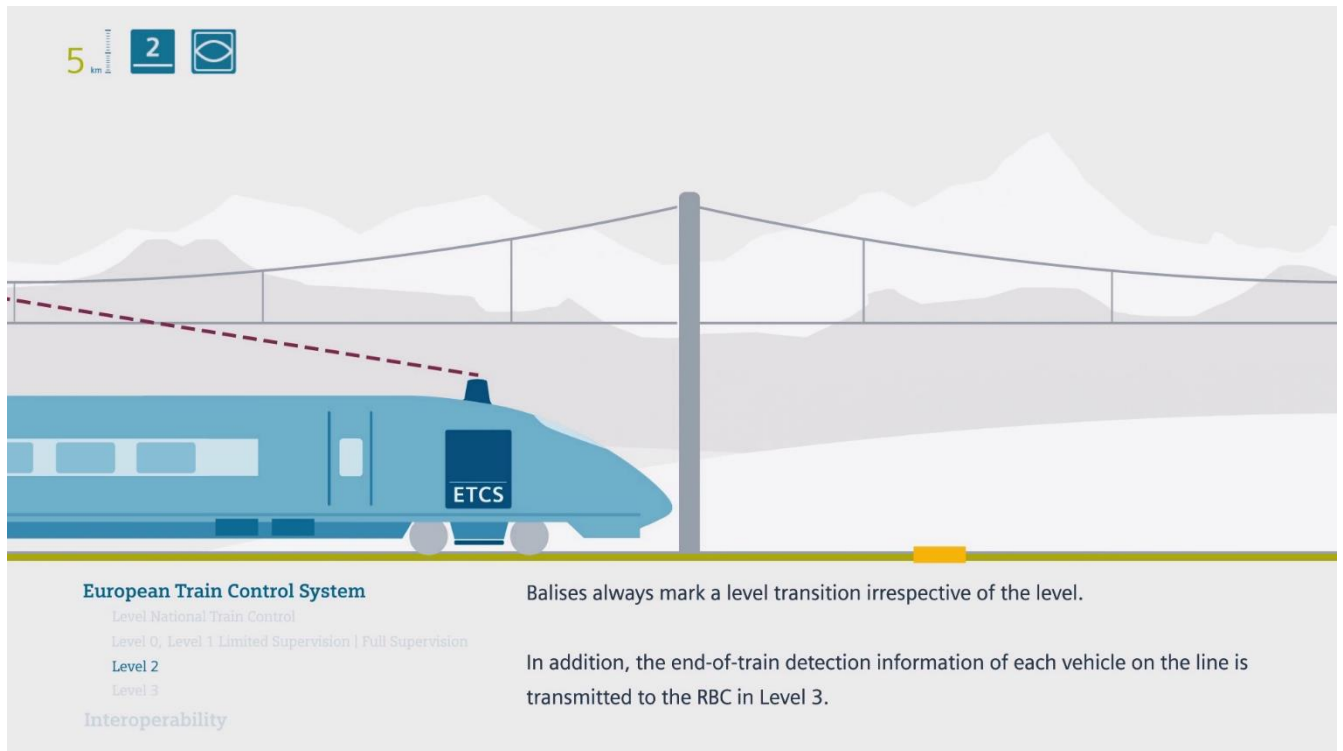 5 km
2
ETCS
European Train Control System
Level National Train Control
Level 0, Level 1 Limited Supervision | Full Supervision
Level 2
Level 3
Interoperability
Balises always mark a level transition irrespective of the level.
In addition, the end-of-train detection information of each vehicle on the line is
transmitted to the RBC in Level 3.